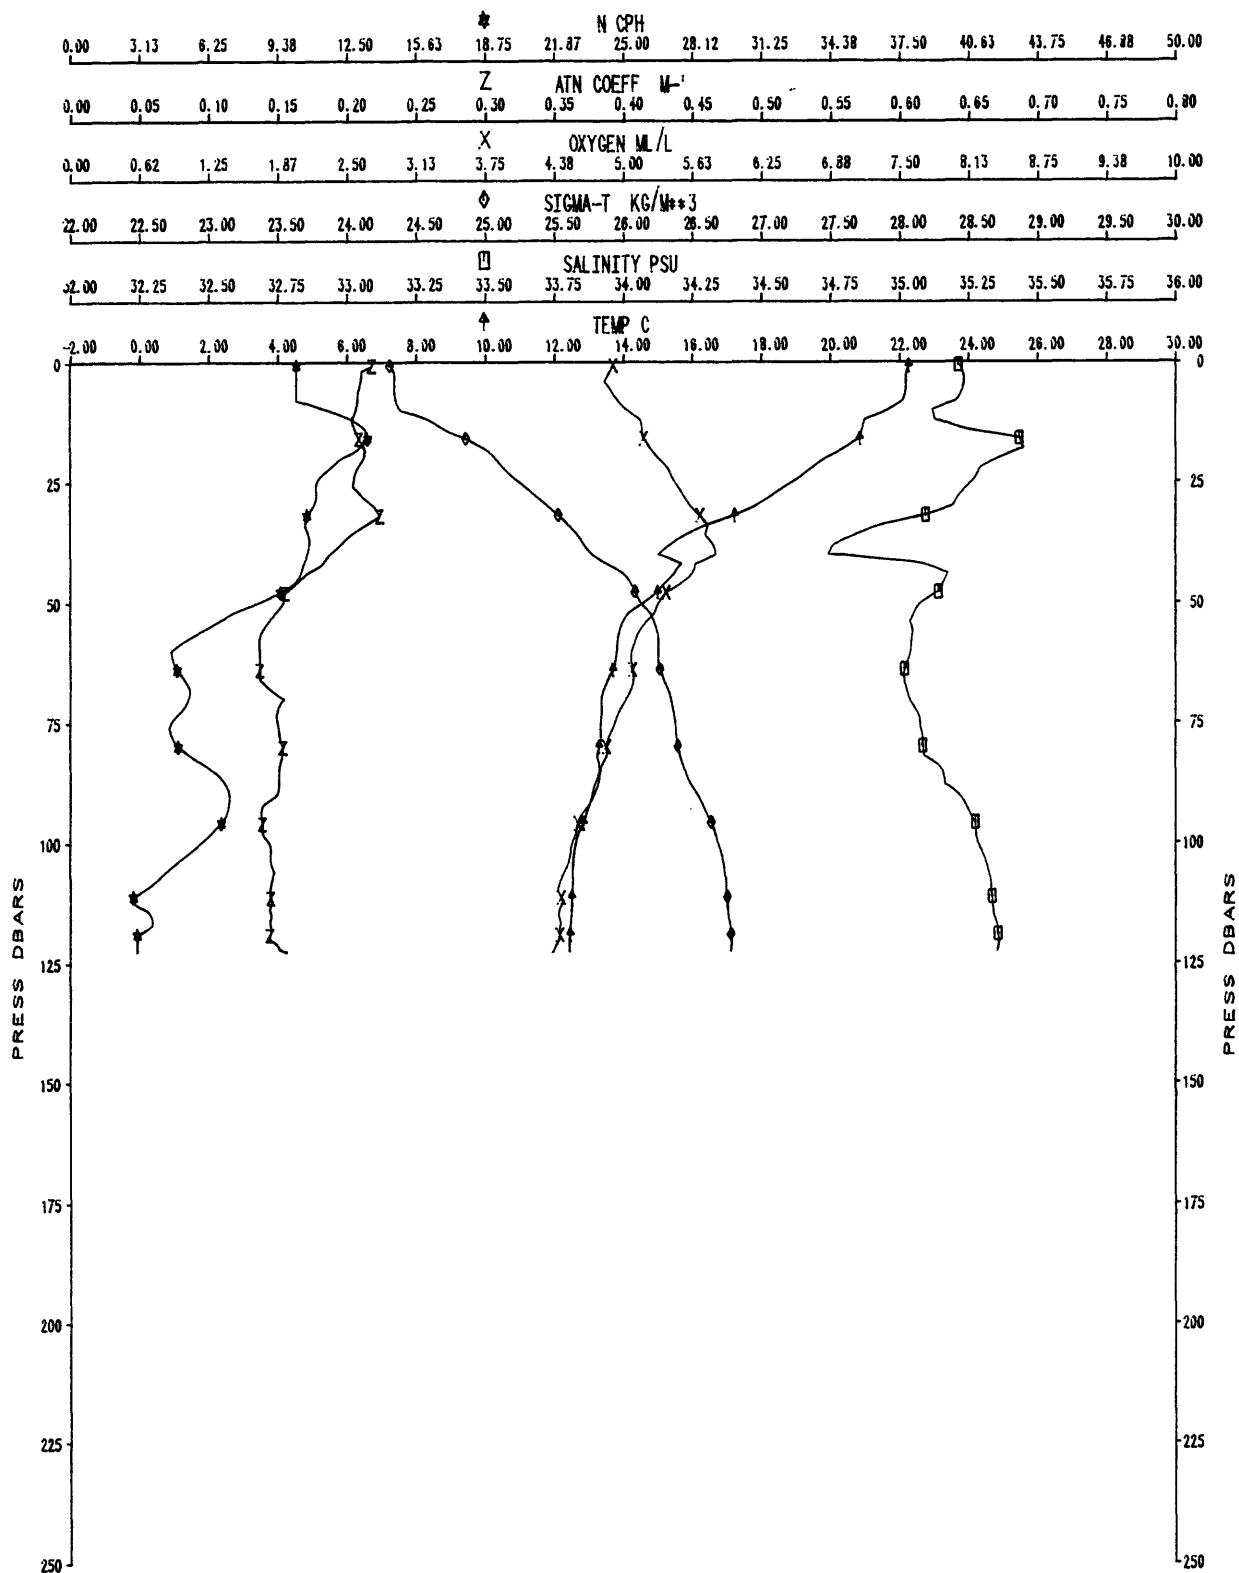 N CPH
0.00 3.13 6.25 9.38 12.50 15.63 18.75 21.87 25.00 28.12 31.25 34.38 37.50 40.63 43.75 46.88 50.00
Z ATN COEFF M-¹
0.00 0.05 0.10 0.15 0.20 0.25 0.30 0.35 0.40 0.45 0.50 0.55 0.60 0.65 0.70 0.75 0.80
X OXYGEN ML/L
0.00 0.62 1.25 1.87 2.50 3.13 3.75 4.38 5.00 5.63 6.25 6.88 7.50 8.13 8.75 9.38 10.00
SIGMA-T KG/M**3
22.00 22.50 23.00 23.50 24.00 24.50 25.00 25.50 26.00 26.50 27.00 27.50 28.00 28.50 29.00 29.50 30.00
SALINITY PSU
32.00 32.25 32.50 32.75 33.00 33.25 33.50 33.75 34.00 34.25 34.50 34.75 35.00 35.25 35.50 35.75 36.00
TEMP C
-2.00 0.00 2.00 4.00 6.00 8.00 10.00 12.00 14.00 16.00 18.00 20.00 22.00 24.00 26.00 28.00 30.00
0 0
25 25
50 50
75 75
100 100
PRESS DBARS PRESS DBARS
125 125
150 150
175 175
200 200
225 225
250 250